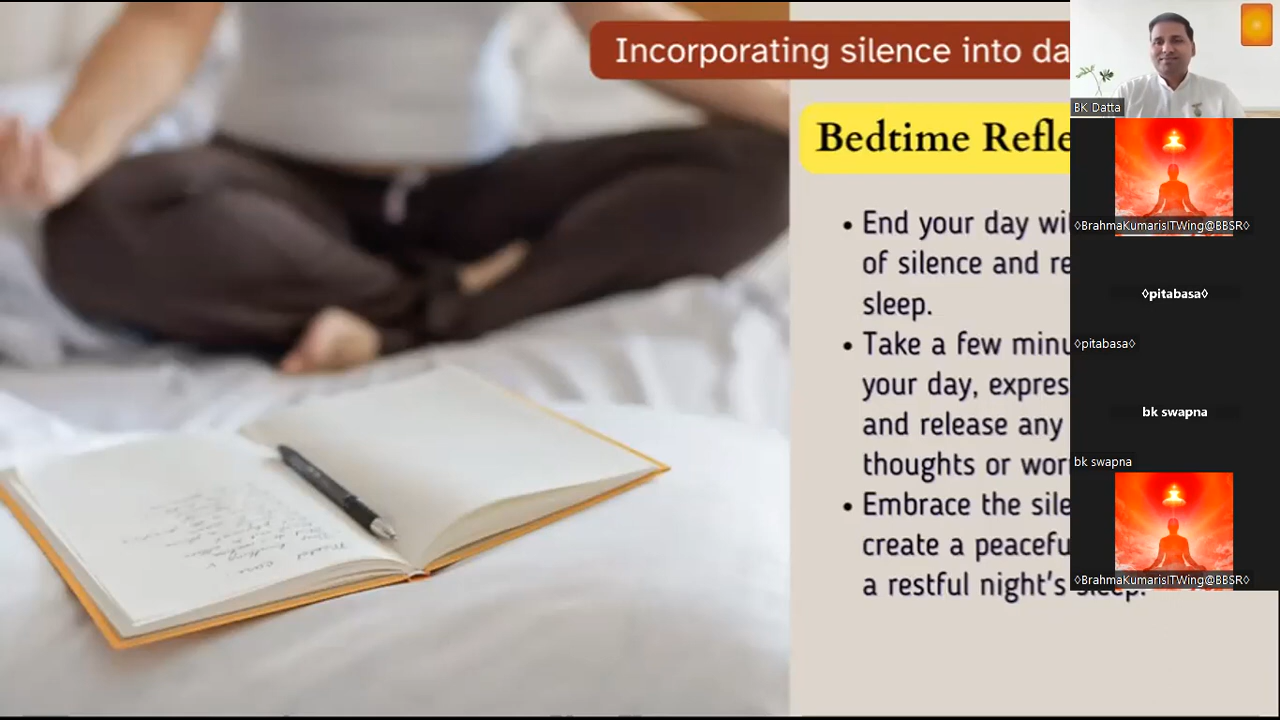 Incorporating silence into da
Bedtime Refle
• End your day wi
of silence and re
sleep.
• Take a few minu
your day, expres
and release any
thoughts or wor
• Embrace the sile
create a peacefu
a restful night's sleep.
BK Datta
◊BrahmaKumarisITWing@BBSR◊
◊pitabasa◊
◊pitabasa◊
bk swapna
bk swapna
◊BrahmaKumarisITWing@BBSR◊